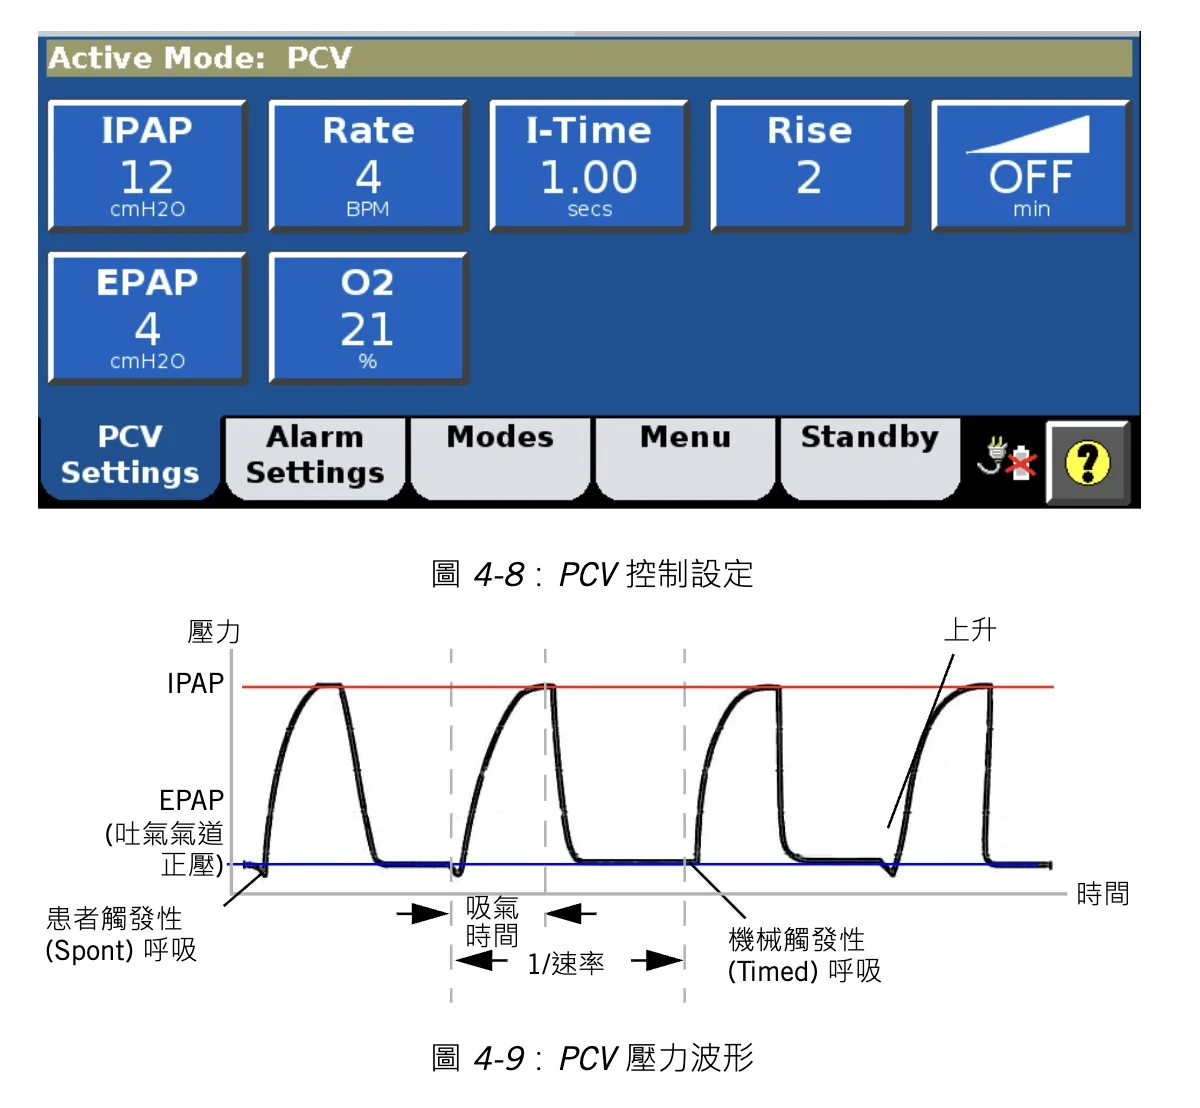 Active Mode: PCV
IPAP
12
cmH2O
Rate
4
BPM
I-Time
1.00
secs
Rise
2
OFF
min
EPAP
4
cmH2O
O2
21
%
PCV
Settings
Alarm
Settings
Modes
Menu
Standby
?
圖 4-8：PCV 控制設定
壓力
上升
IPAP
EPAP
(吐氣氣道
正壓)
時間
患者觸發性
(Spont) 呼吸
吸氣
時間
1/速率
機械觸發性
(Timed) 呼吸
圖 4-9：PCV 壓力波形